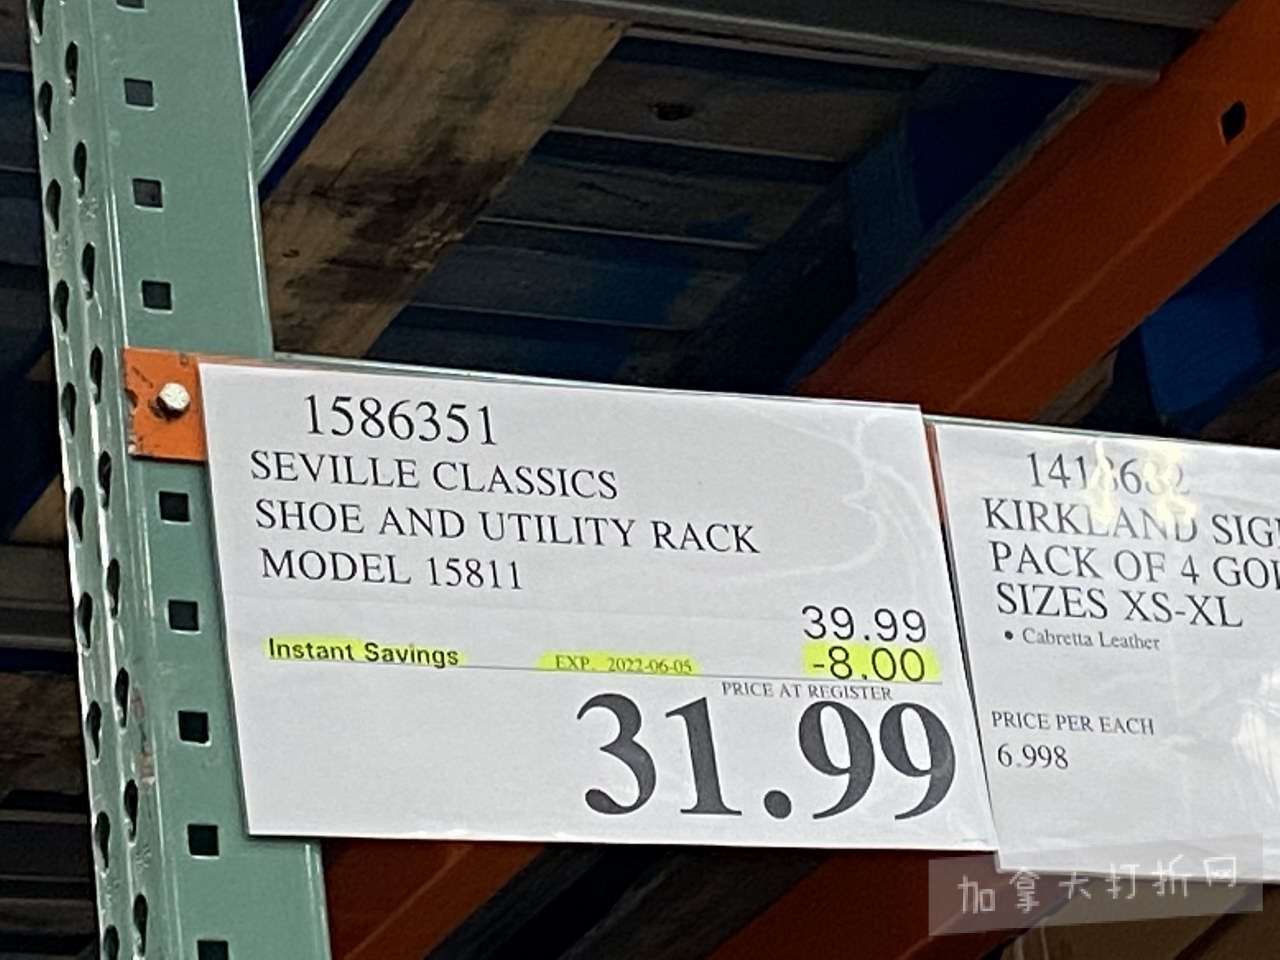 1586351
SEVILLE CLASSICS
SHOE AND UTILITY RACK
MODEL 15811
39.99
Instant Savings EXP. 2022-06-05 -8.00
PRICE AT REGISTER
31.99
KIRKLAND
PACK OF 4
SIZES XS-XL
• Cabretta Leather
PRICE PER EACH
6.998
加拿大打折网